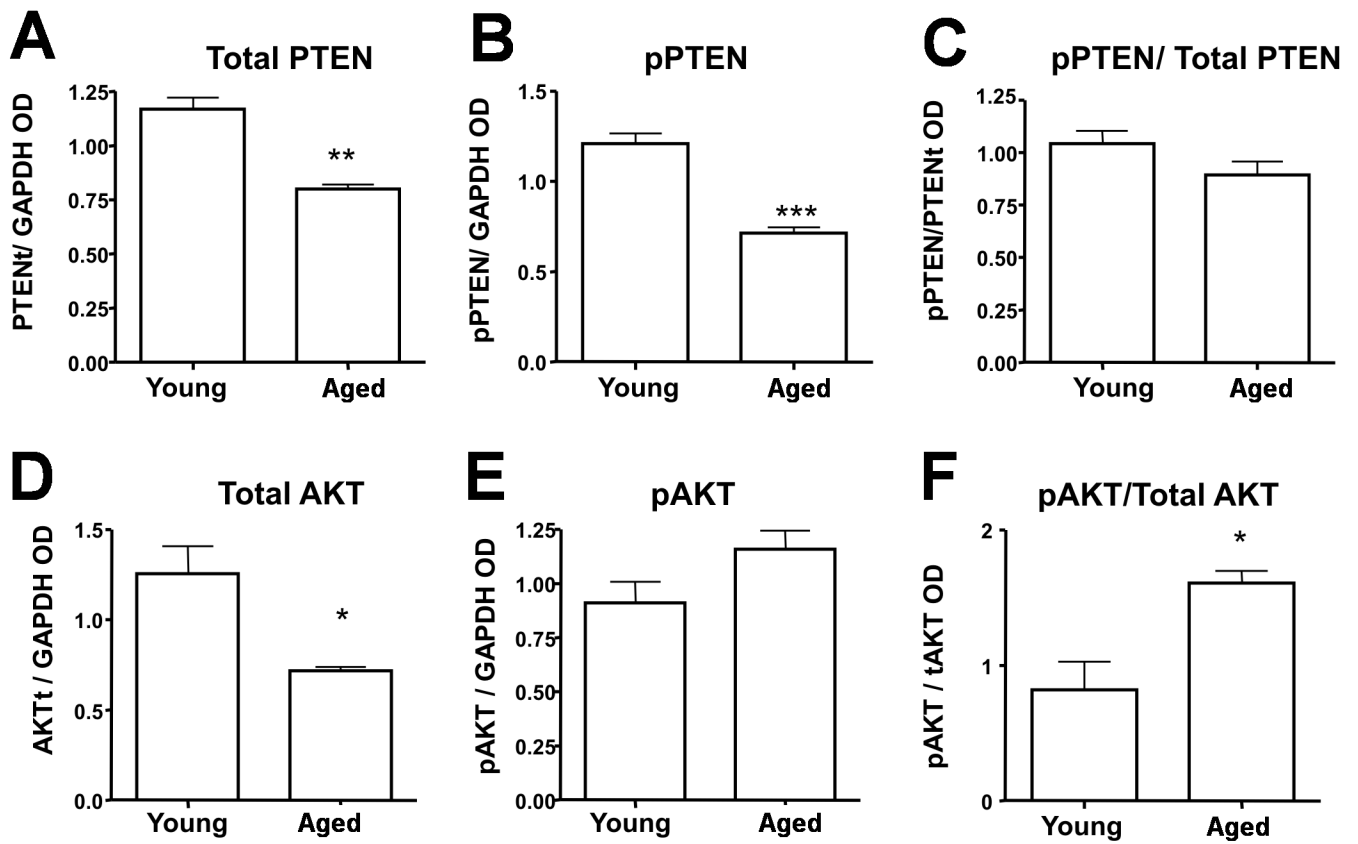 A
Total PTEN
PTENt/ GAPDH OD
1.25
1.00
0.75
0.50
0.25
0.00
**
Young
Aged
B
pPTEN
pPTEN/ GAPDH OD
1.5
1.0
0.5
0.0
***
Young
Aged
C
pPTEN/ Total PTEN
pPTEN/PTENt OD
1.25
1.00
0.75
0.50
0.25
0.00
Young
Aged
D
Total AKT
AKTt / GAPDH OD
1.5
1.0
0.5
0.0
*
Young
Aged
E
pAKT
pAKT / GAPDH OD
1.25
1.00
0.75
0.50
0.25
0.00
Young
Aged
F
pAKT/Total AKT
pAKT / tAKT OD
2
1
0
*
Young
Aged